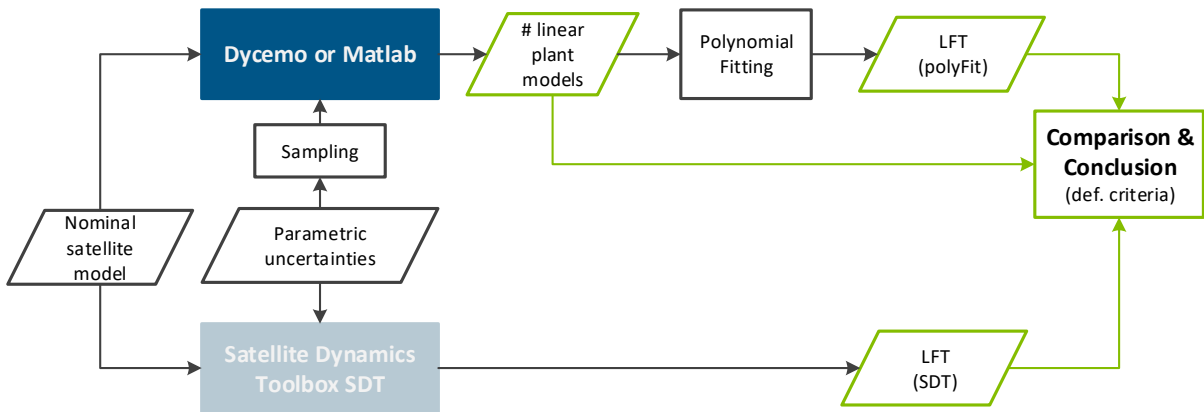 Dycemo or Matlab
# linear
plant
models
Polynomial
Fitting
LFT
(polyFit)
Sampling
Comparison &
Conclusion
(def. criteria)
Nominal
satellite
model
Parametric
uncertainties
Satellite Dynamics
Toolbox SDT
LFT
(SDT)